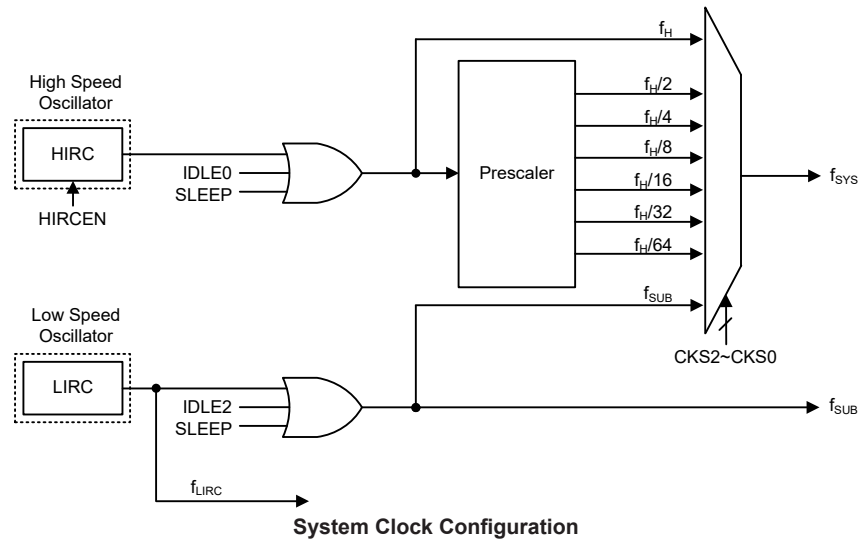 f_H
High Speed
Oscillator
HIRC
HIRCEN
IDLE0
SLEEP
Prescaler
f_H/2
f_H/4
f_H/8
f_H/16
f_H/32
f_H/64
f_SYS
f_SUB
CKS2~CKS0
Low Speed
Oscillator
LIRC
IDLE2
SLEEP
f_SUB
f_LIRC
System Clock Configuration